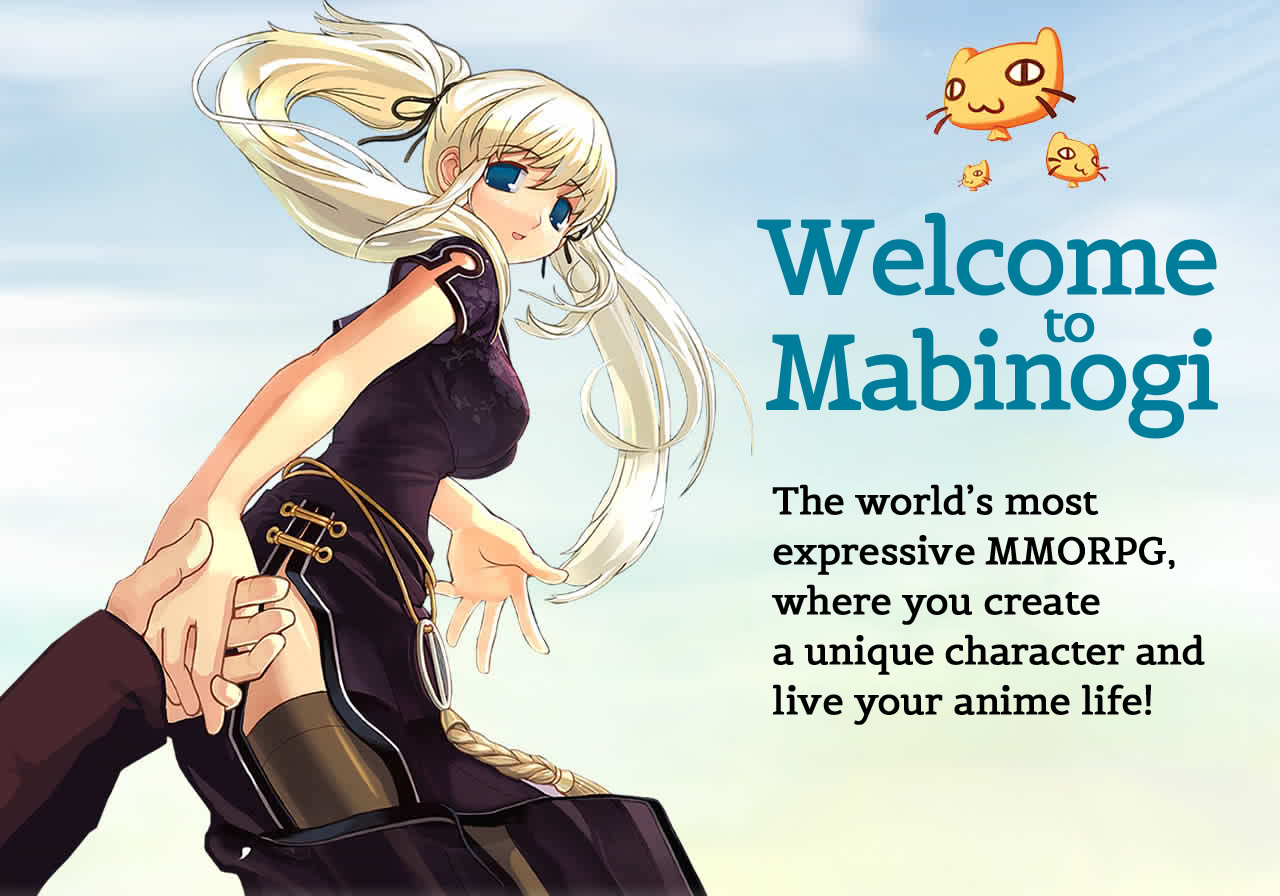 Welcome
to
Mabinogi
The world’s most
expressive MMORPG,
where you create
a unique character and
live your anime life!